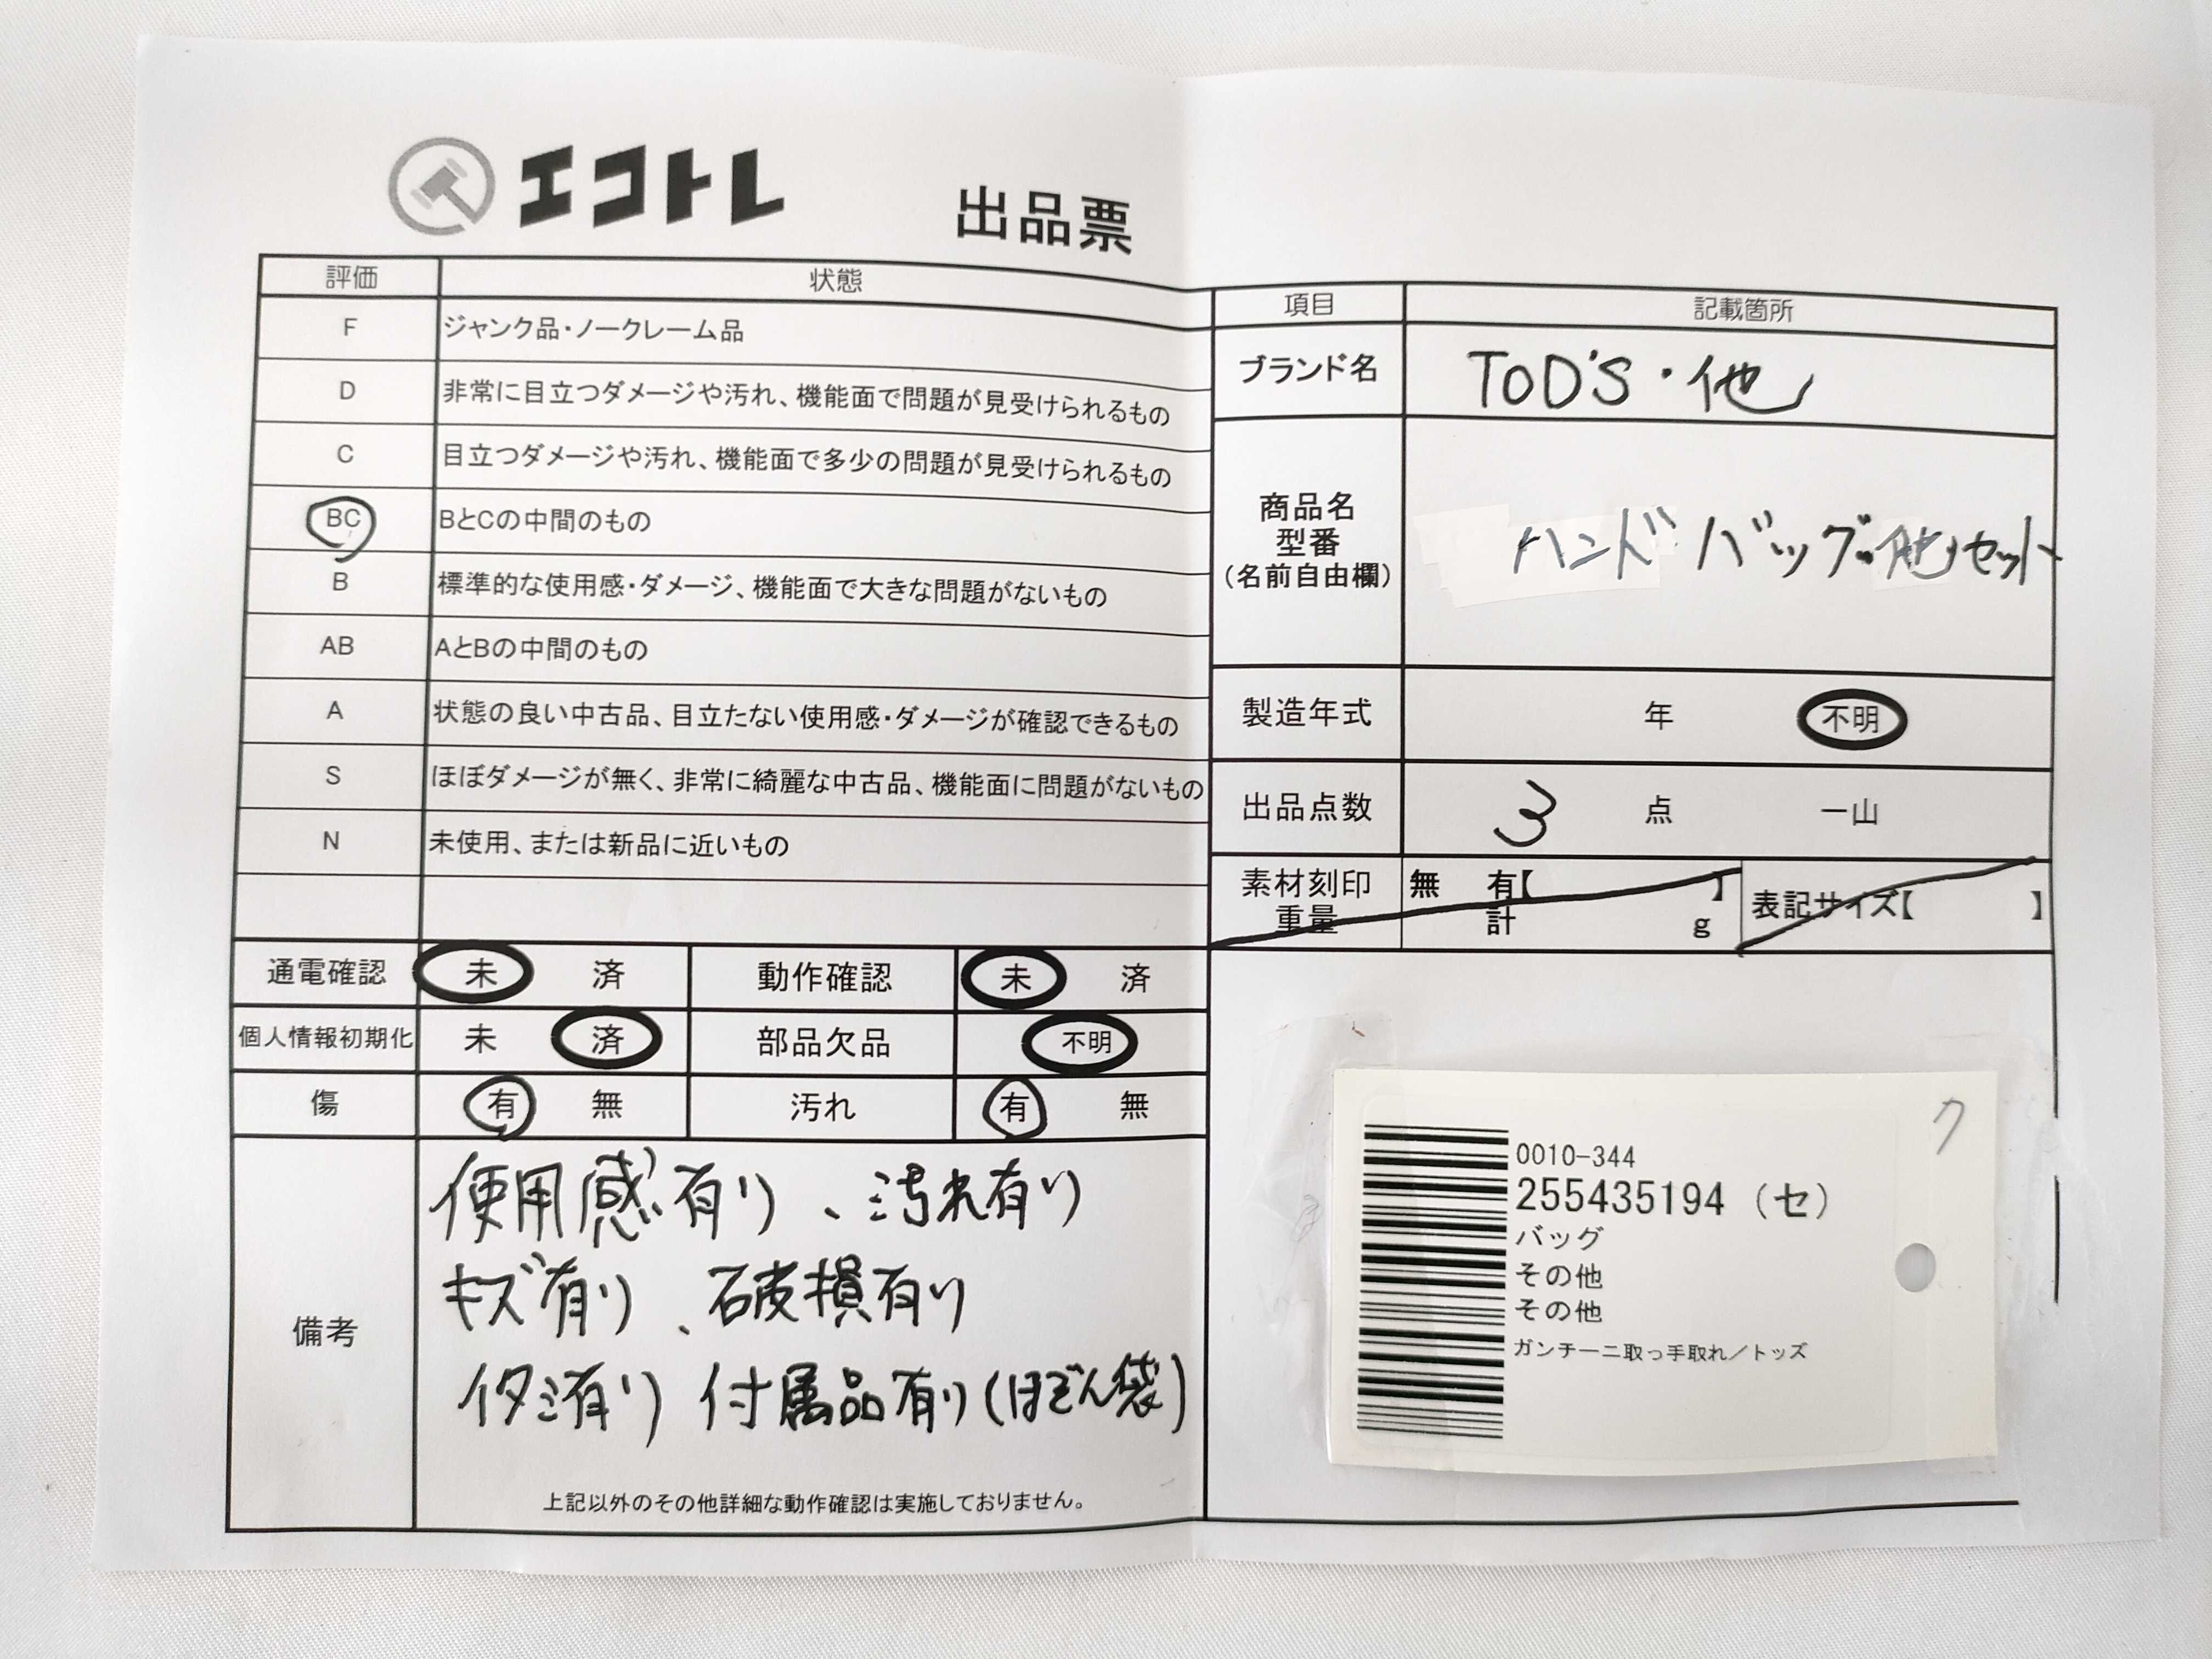 エコトレ 出品票
評価 状態
F ジャンク品・ノークレーム品
D 非常に目立つダメージや汚れ、機能面で問題が見受けられるもの
C 目立つダメージや汚れ、機能面で多少の問題が見受けられるもの
BC BとCの中間のもの
B 標準的な使用感・ダメージ、機能面で大きな問題がないもの
AB AとBの中間のもの
A 状態の良い中古品、目立たない使用感・ダメージが確認できるもの
S ほぼダメージが無く、非常に綺麗な中古品、機能面に問題がないもの
N 未使用、または新品に近いもの
通電確認 未 済 動作確認 未 済
個人情報初期化 未 済 部品欠品 不明
傷 有 無 汚れ 有 無
備考
使用感有り、汚れ有り
キズ有り、破損有り
イタミ有り 付属品有り(ほぞん袋)
上記以外のその他詳細な動作確認は実施しておりません。
項目 記載箇所
ブランド名 TOD'S・他
商品名
型番
(名前自由欄)
ハンドバッグ・他セット
製造年式 年 不明
出品点数 3 点 一山
素材刻印 無 有【 】 表記サイズ【 】
重量 計 g
ク
0010-344
255435194 (セ)
バッグ
その他
その他
ガンチーニ取っ手取れ/トッズ